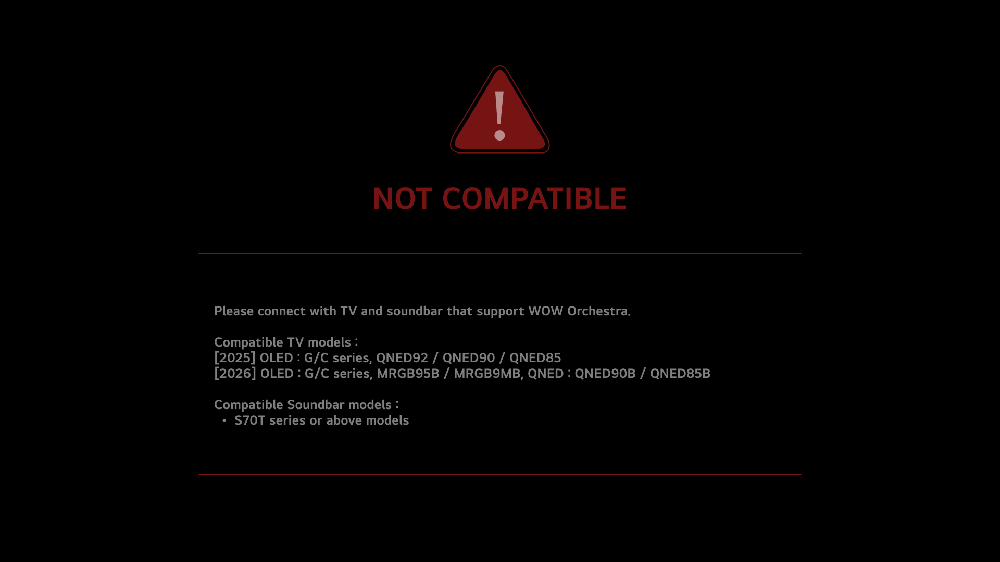 !
NOT COMPATIBLE
Please connect with TV and soundbar that support WOW Orchestra.
Compatible TV models :
[2025] OLED : G/C series, QNED92 / QNED90 / QNED85
[2026] OLED : G/C series, MRGB95B / MRGB9MB, QNED : QNED90B / QNED85B
Compatible Soundbar models :
• S70T series or above models